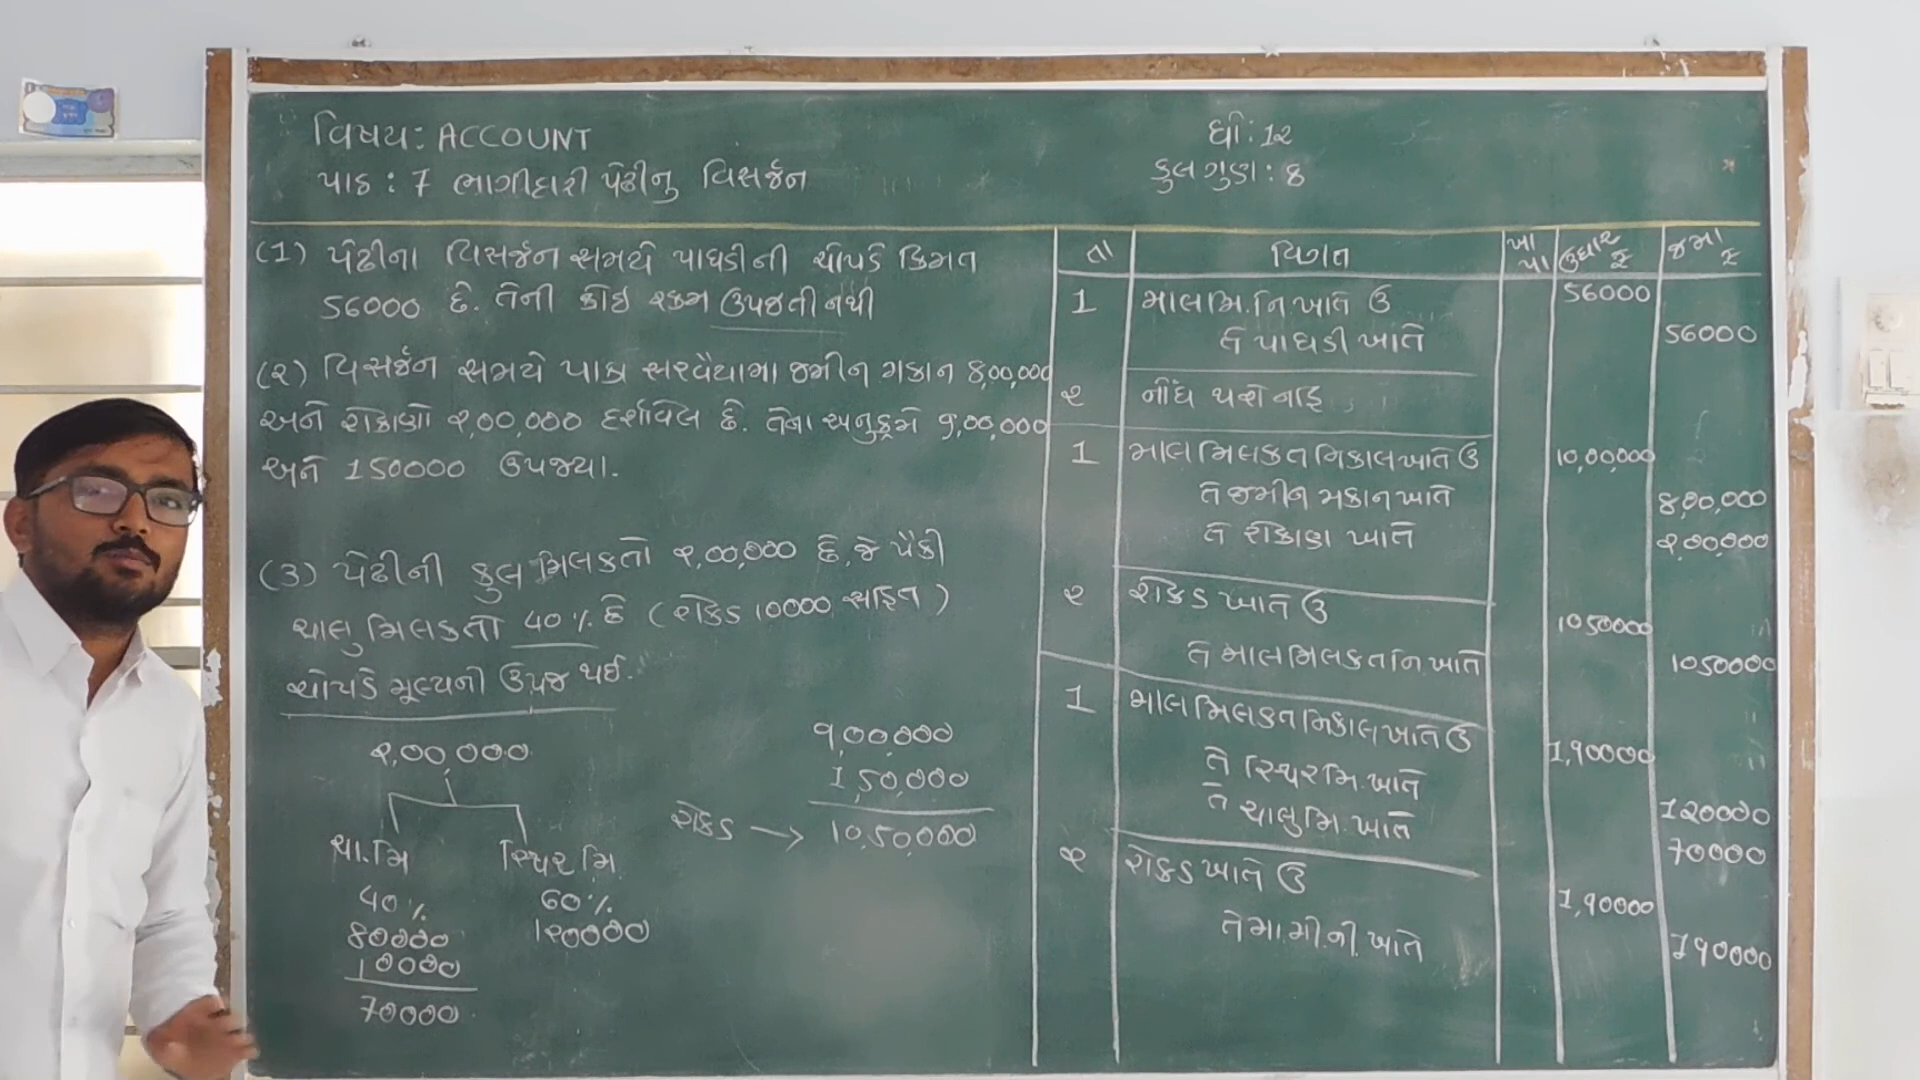 વિષય: ACCOUNT
પાઠ : 7 ભાગીદારી પેઢીનુ વિસર્જન
ધો: 12
કુલ ગુણ: 8
(1) પેઢીના વિસર્જન સમયે પાઘડીની ચોપડે કિંમત
56000 છે. તેની કોઇ રકમ ઉપજતી નથી
(૨) વિસર્જન સમયે પાકા સરવૈયામા જમીન મકાન 8,00,000
અને રોકાણો ૨,00,000 દર્શાવેલ છે. તેના અનુક્રમે 9,00,000
અને 150000 ઉપજ્યા.
(3) પેઢીની કુલ મિલકતો ૨,00,000 છે, જે પૈકી
ચાલુ મિલકતો 40% છે (રોકડ 10000 સહિત)
ચોપડે મૂલ્યની ઉપજ થઈ.
૨,00,000
ચા.મિ
સ્થિર મિ.
40%
60%
80000
1૨0000
10000
70000
9,00,000
1,50,000
રોકડ → 10,50,000
તા
વિગત
ખા પા
ઉધાર રૂ
જમા રૂ
1 માલ મિ. નિ. ખાતે ઉ 56000
તે પાઘડી ખાતે 56000
૨ નોંધ થશે નહિ
1 માલ મિલકત નિકાલ ખાતે ઉ 10,00,000
તે જમીન મકાન ખાતે 8,00,000
તે રોકાણ ખાતે ૨,00,000
૨ રોકડ ખાતે ઉ 1050000
તે માલ મિલકત નિ. ખાતે 1050000
1 માલ મિલકત નિકાલ ખાતે ઉ 1,90000
તે સ્થિર મિ. ખાતે 120000
તે ચાલુ મિ. ખાતે 70000
૨ રોકડ ખાતે ઉ 1,90000
તે મા.મી.ની. ખાતે 190000